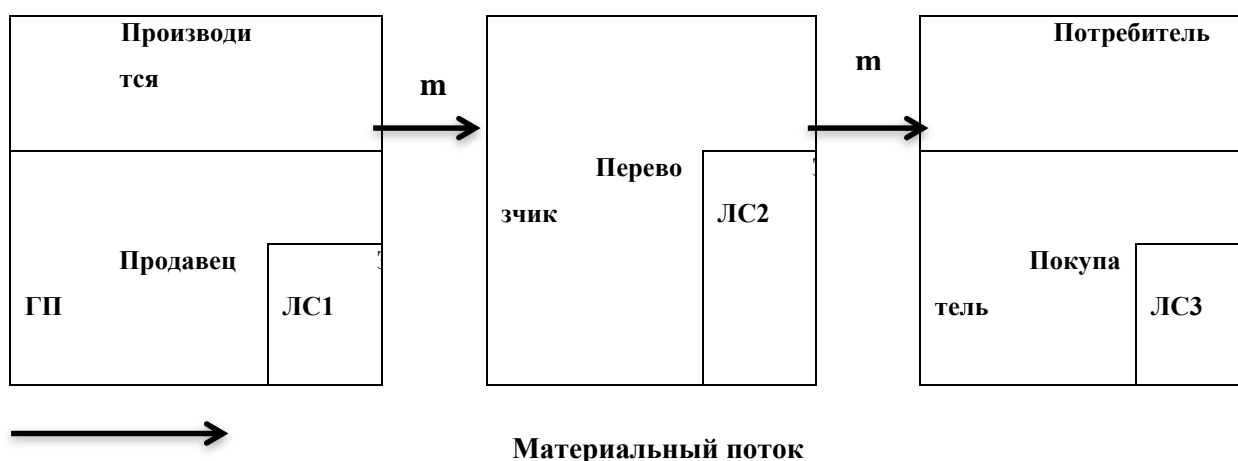 Производи
тся
m
Потребитель
m
Перево
зчик
ЛС2
Продавец
ГП
ЛС1
Покупа
тель
ЛС3
Материальный поток